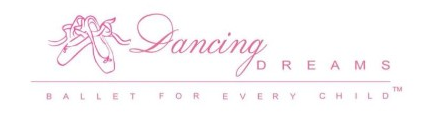 Dancing
DREAMS
BALLET FOR EVERY CHILD™